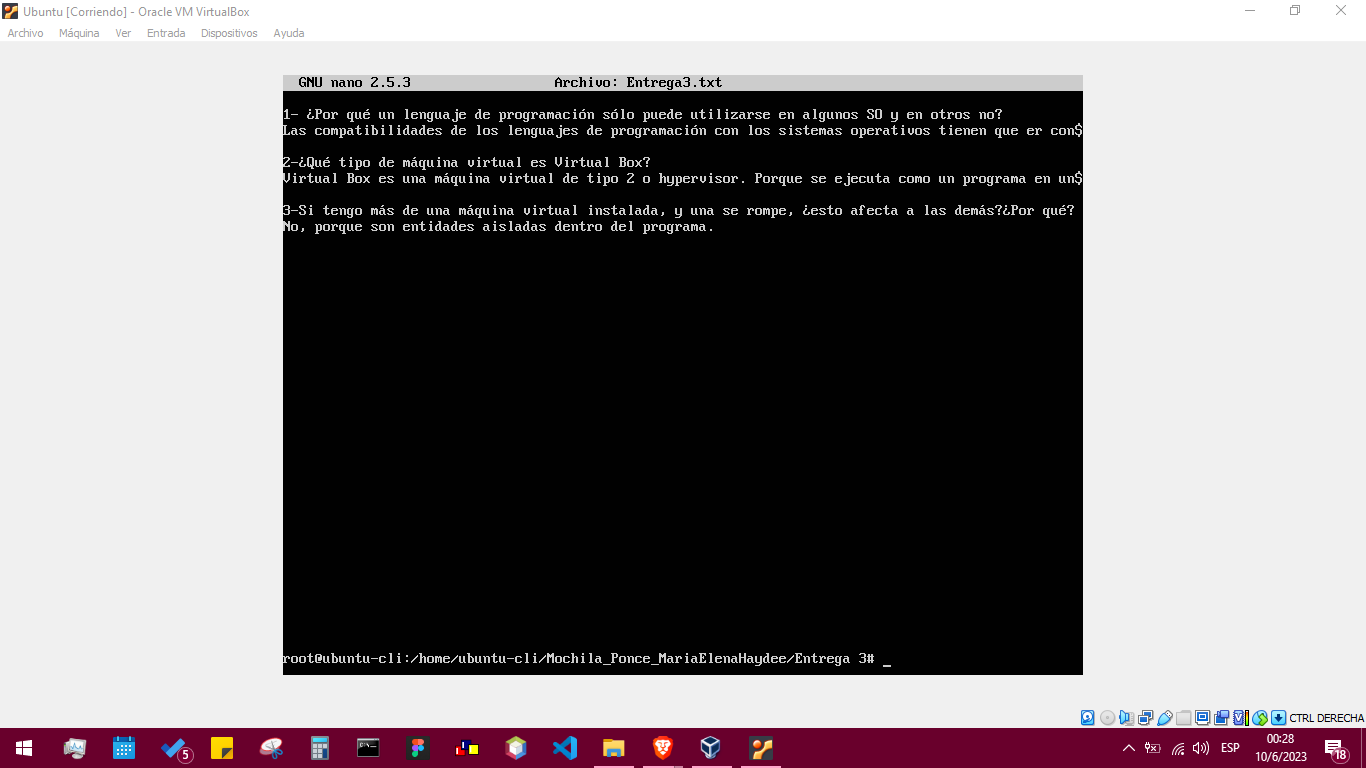 Ubuntu [Corriendo] - Oracle VM VirtualBox
Archivo Máquina Ver Entrada Dispositivos Ayuda
GNU nano 2.5.3 Archivo: Entrega3.txt
1- ¿Por qué un lenguaje de programación sólo puede utilizarse en algunos SO y en otros no?
Las compatibilidades de los lenguajes de programación con los sistemas operativos tienen que er con$
2-¿Qué tipo de máquina virtual es Virtual Box?
Virtual Box es una máquina virtual de tipo 2 o hypervisor. Porque se ejecuta como un programa en un$
3-Si tengo más de una máquina virtual instalada, y una se rompe, ¿esto afecta a las demás?¿Por qué?
No, porque son entidades aisladas dentro del programa.
root@ubuntu-cli:/home/ubuntu-cli/Mochila_Ponce_MariaElenaHaydee/Entrega 3# _
CTRL DERECHA
5
ESP
00:28
10/6/2023
18